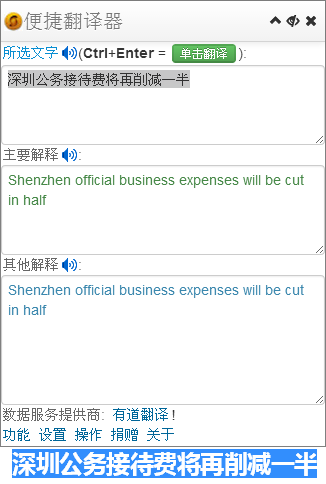 便捷翻译器
所选文字 (Ctrl+Enter = 单击翻译 ):
深圳公务接待费将再削减一半
主要解释 :
Shenzhen official business expenses will be cut
in half
其他解释 :
Shenzhen official business expenses will be cut
in half
数据服务提供商: 有道翻译!
功能 设置 操作 捐赠 关于
深圳公务接待费将再削减一半